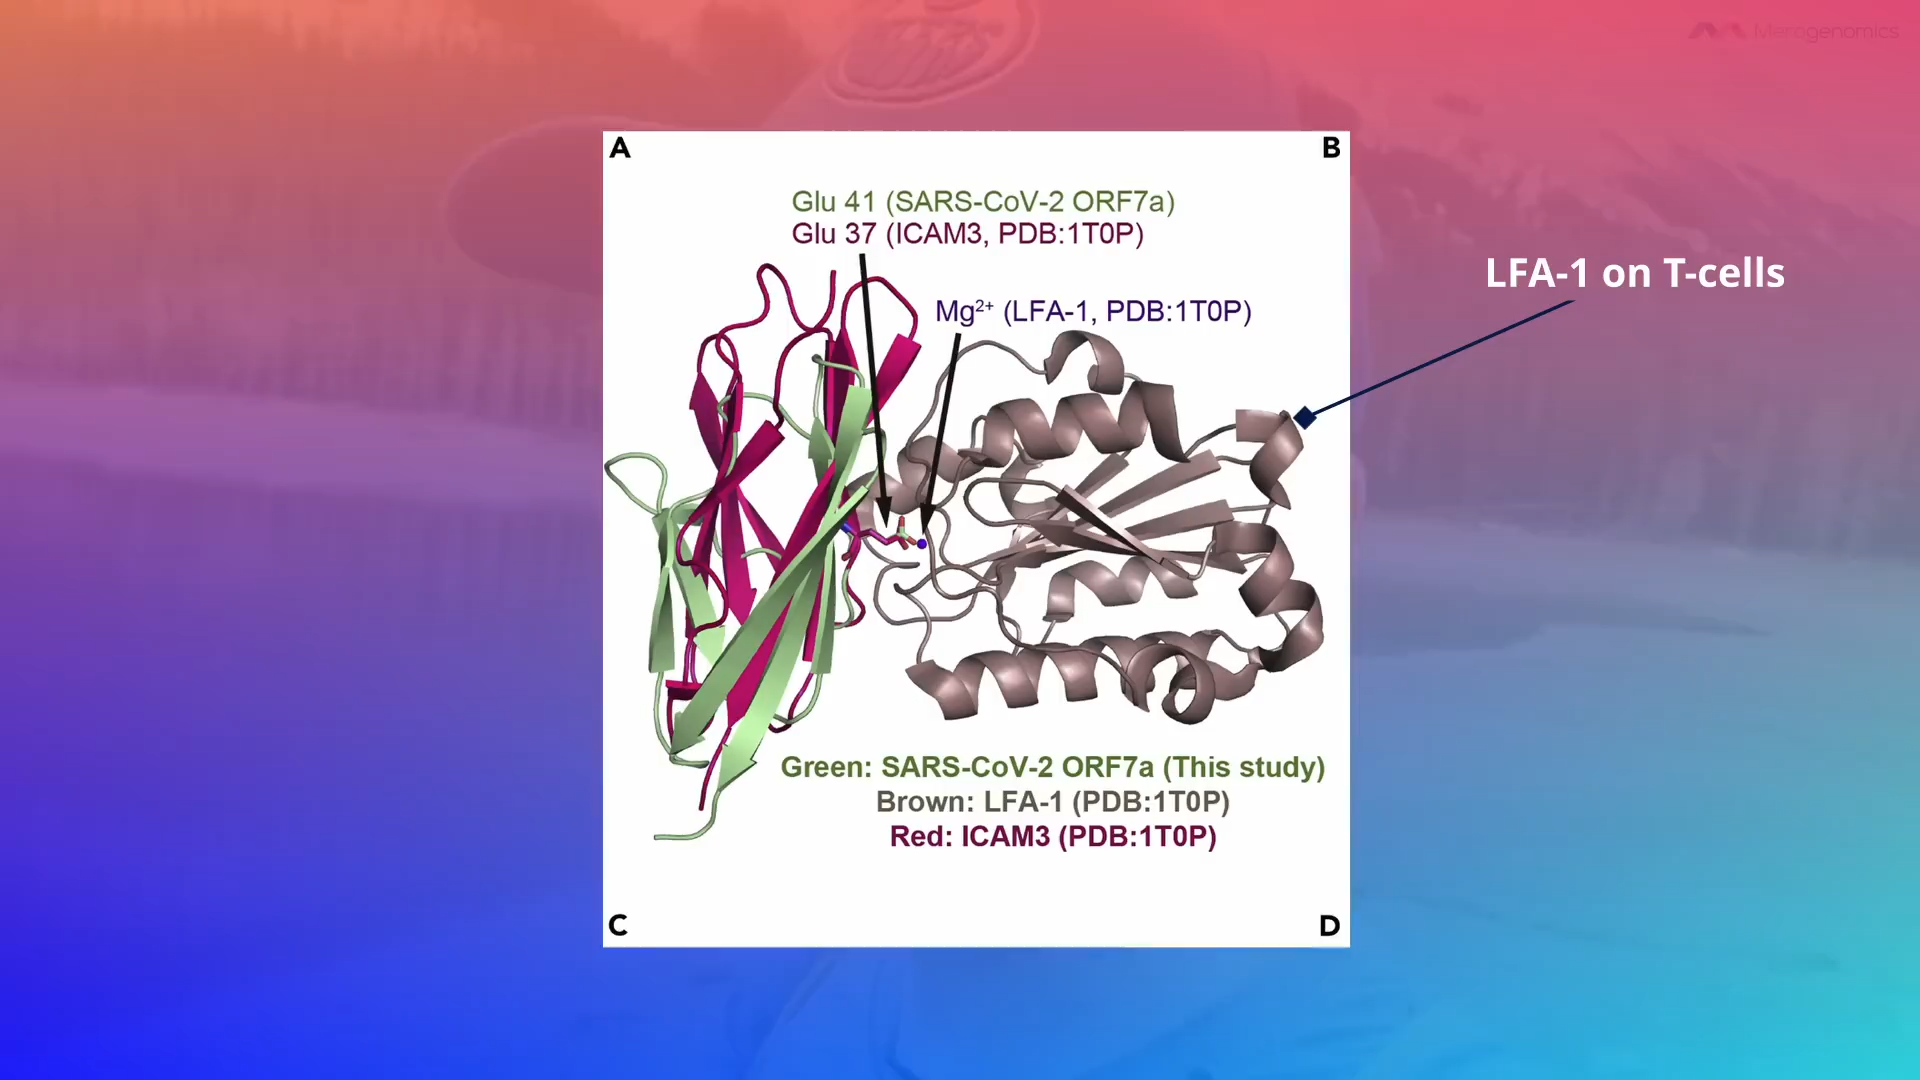 Merogenomics
A
B
Glu 41 (SARS-CoV-2 ORF7a)
Glu 37 (ICAM3, PDB:1T0P)
Mg²⁺ (LFA-1, PDB:1T0P)
LFA-1 on T-cells
Green: SARS-CoV-2 ORF7a (This study)
Brown: LFA-1 (PDB:1T0P)
Red: ICAM3 (PDB:1T0P)
C
D